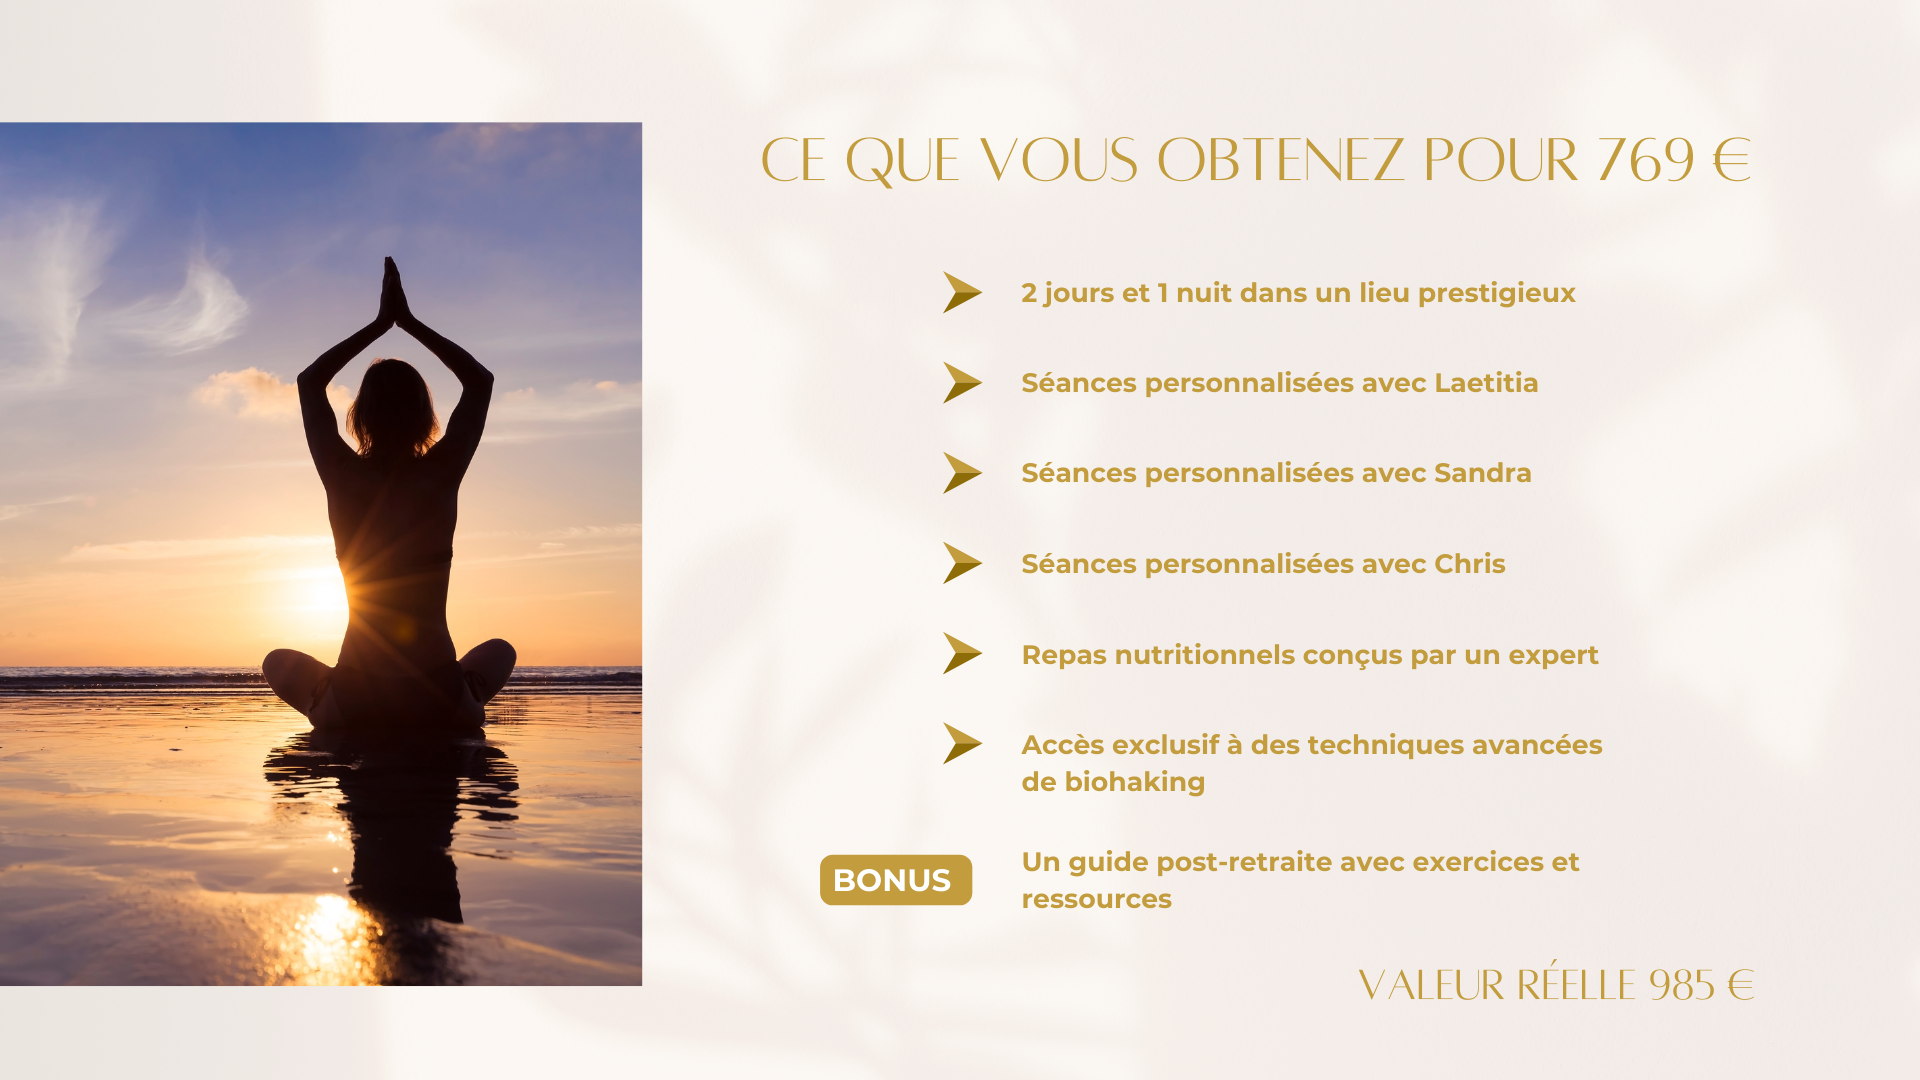 CE QUE VOUS OBTENEZ POUR 769 €
2 jours et 1 nuit dans un lieu prestigieux
Séances personnalisées avec Laetitia
Séances personnalisées avec Sandra
Séances personnalisées avec Chris
Repas nutritionnels conçus par un expert
Accès exclusif à des techniques avancées
de biohaking
BONUS
Un guide post-retraite avec exercices et
ressources
VALEUR RÉELLE 985 €